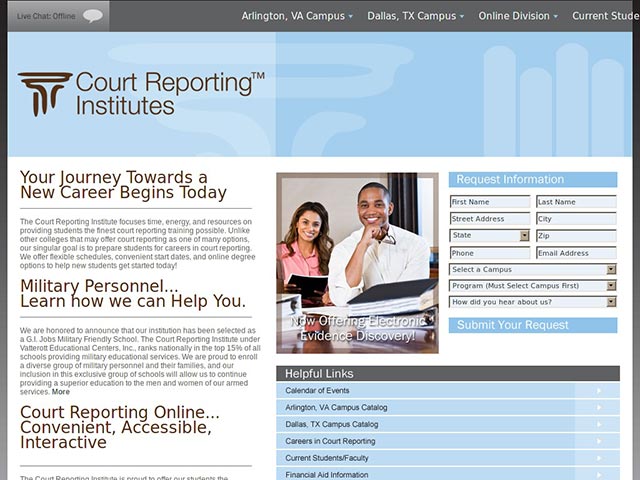 Live Chat: Offline
Arlington, VA Campus
Dallas, TX Campus
Online Division
Current Stude
Court Reporting™
Institutes
Your Journey Towards a
New Career Begins Today
The Court Reporting Institute focuses time, energy, and resources on
providing students the finest court reporting training possible. Unlike
other colleges that may offer court reporting as one of many options,
our singular goal is to prepare students for careers in court reporting.
We offer flexible schedules, convenient start dates, and online degree
options to help new students get started today!
Military Personnel...
Learn how we can Help You.
We are honored to announce that our institution has been selected as
a G.I. Jobs Military Friendly School. The Court Reporting Institute under
Vatterott Educational Centers, Inc., ranks nationally in the top 15% of all
schools providing military educational services. We are proud to enroll
a diverse group of military personnel and their families, and our
inclusion in this exclusive group of schools will allow us to continue
providing a superior education to the men and women of our armed
services. More
Court Reporting Online...
Convenient, Accessible,
Interactive
The Court Reporting Institute is proud to offer our students the
Now Offering Electronic
Evidence Discovery!
Request Information
First Name
Last Name
Street Address
City
State
Zip
Phone
Email Address
Select a Campus
Program (Must Select Campus First)
How did you hear about us?
Submit Your Request
Helpful Links
Calendar of Events
Arlington, VA Campus Catalog
Dallas, TX Campus Catalog
Careers in Court Reporting
Current Students/Faculty
Financial Aid Information